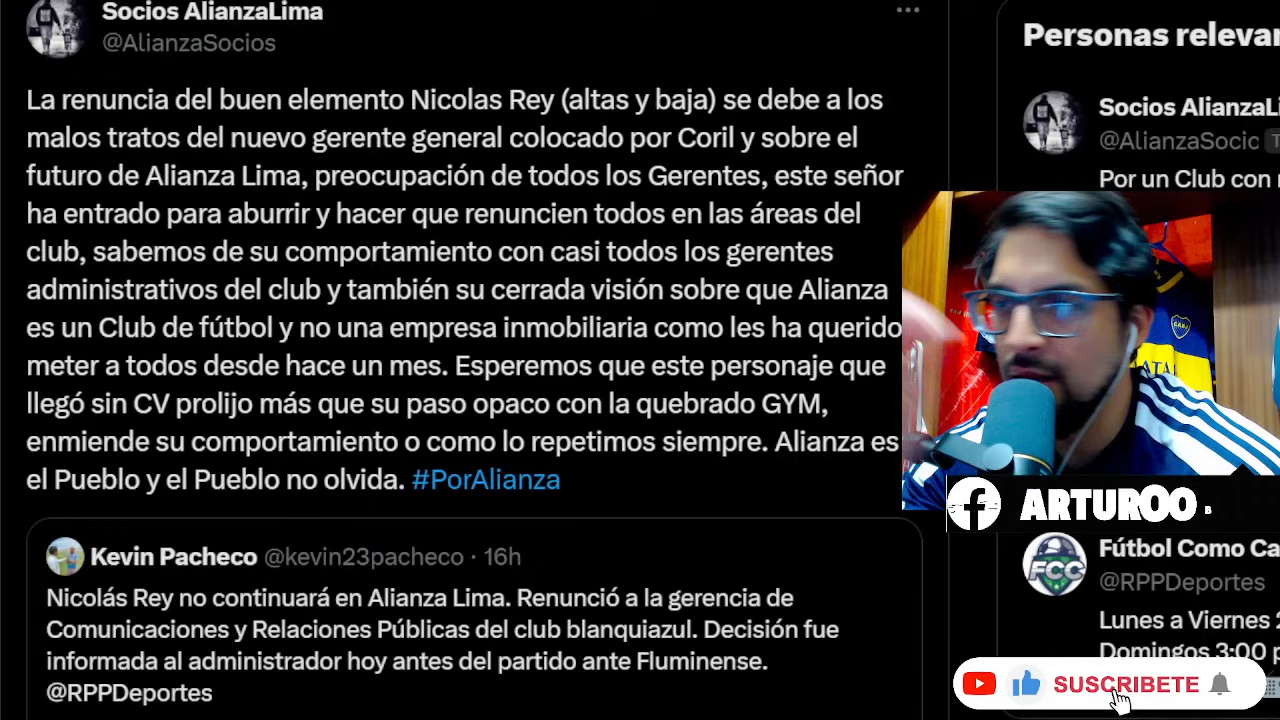 Socios AlianzaLima
@AlianzaSocios
La renuncia del buen elemento Nicolas Rey (altas y baja) se debe a los
malos tratos del nuevo gerente general colocado por Coril y sobre el
futuro de Alianza Lima, preocupación de todos los Gerentes, este señor
ha entrado para aburrir y hacer que renuncien todos en las áreas del
club, sabemos de su comportamiento con casi todos los gerentes
administrativos del club y también su cerrada visión sobre que Alianza
es un Club de fútbol y no una empresa inmobiliaria como les ha querido
meter a todos desde hace un mes. Esperemos que este personaje que
llegó sin CV prolijo más que su paso opaco con la quebrado GYM,
enmiende su comportamiento o como lo repetimos siempre. Alianza es
el Pueblo y el Pueblo no olvida. #PorAlianza
Kevin Pacheco @kevin23pacheco · 16h
Nicolás Rey no continuará en Alianza Lima. Renunció a la gerencia de
Comunicaciones y Relaciones Públicas del club blanquiazul. Decisión fue
informada al administrador hoy antes del partido ante Fluminense.
@RPPDeportes
Personas relevan
Socios AlianzaLi
@AlianzaSocio
Por un Club con
ARTUROO B
Fútbol Como Ca
FCC
@RPPDeportes
Lunes a Viernes 2
Domingos 3:00 p
SUSCRIBETE